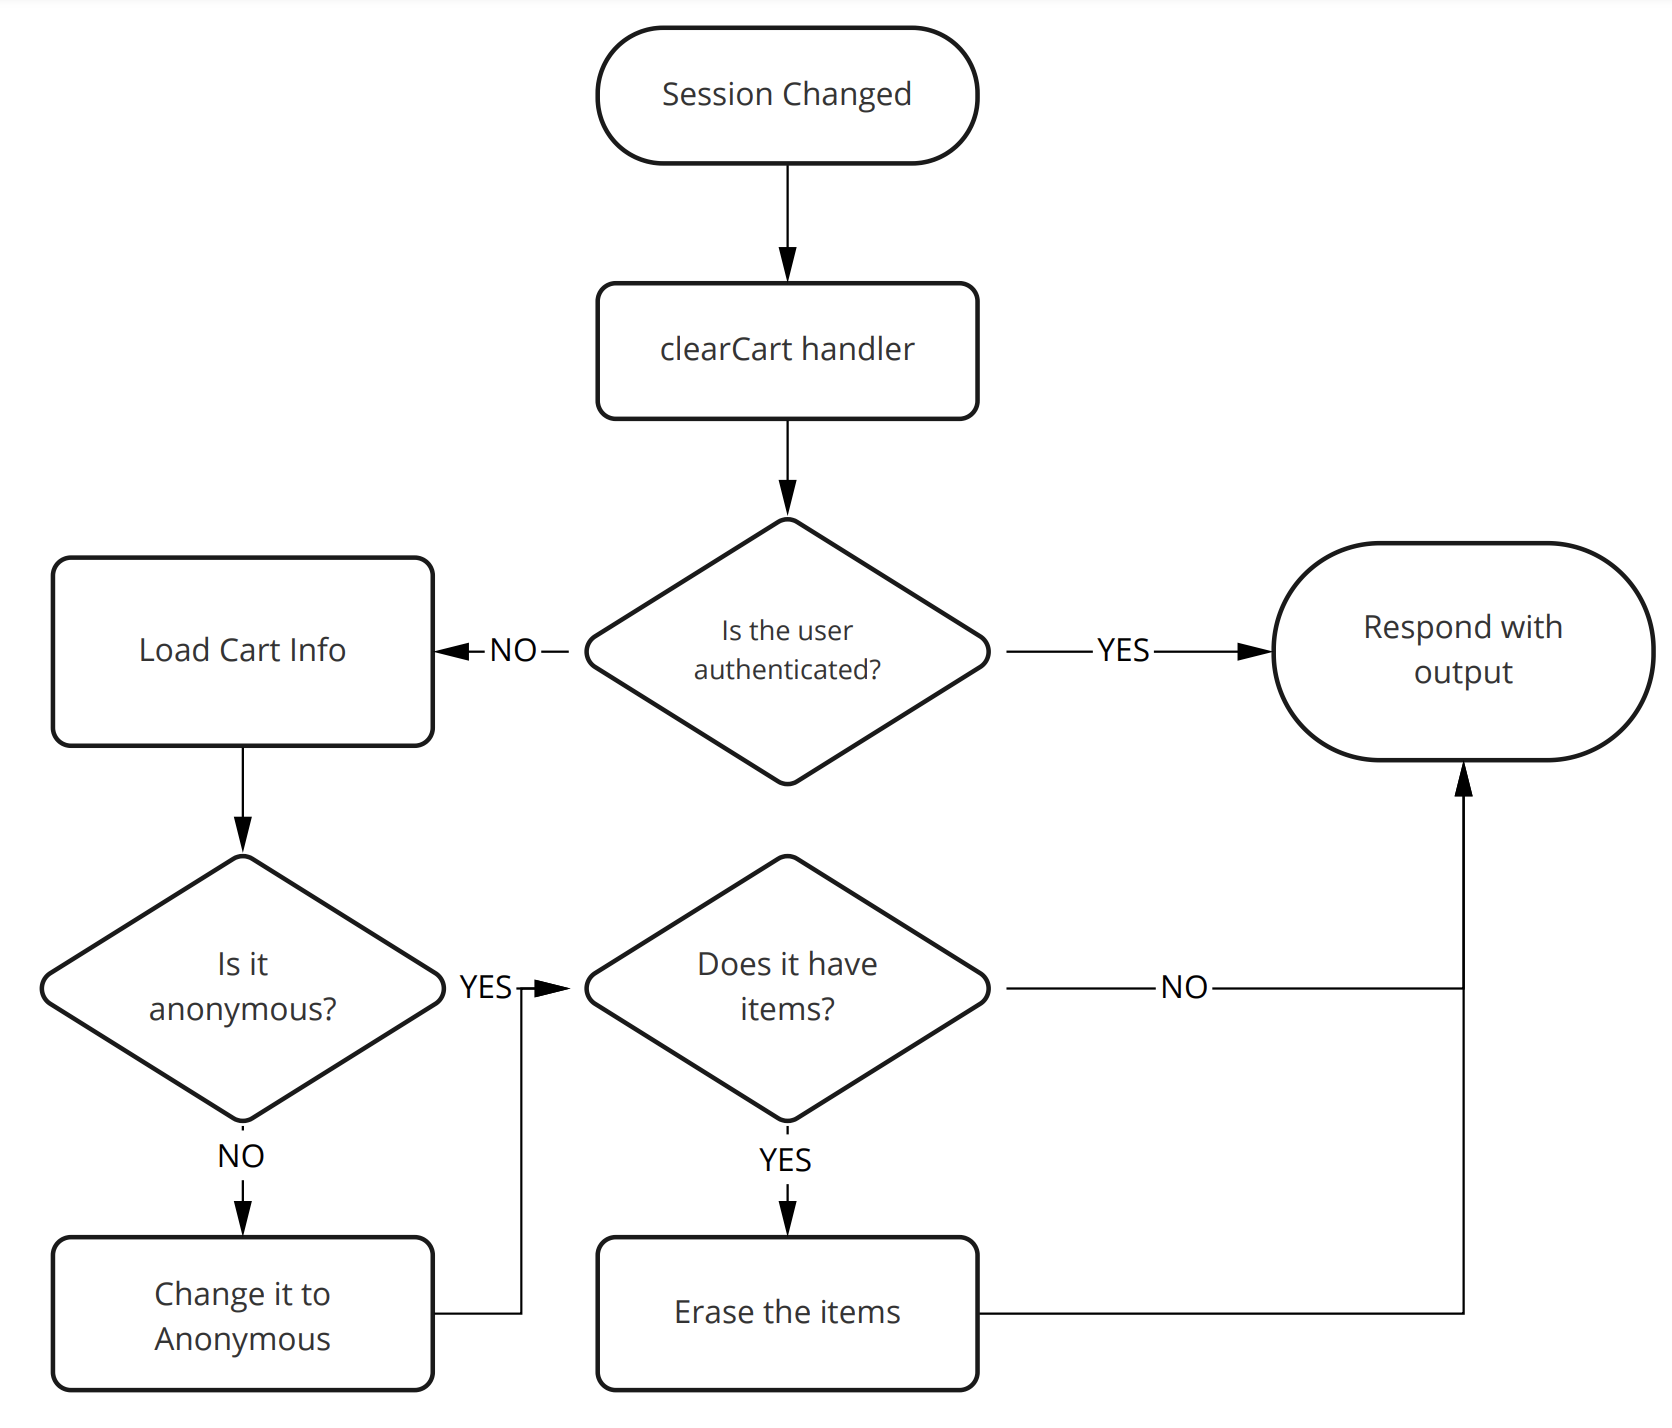 Session Changed
clearCart handler
Is the user
authenticated?
NO
YES
Load Cart Info
Respond with
output
Is it
anonymous?
YES
NO
Does it have
items?
NO
YES
Change it to
Anonymous
Erase the items